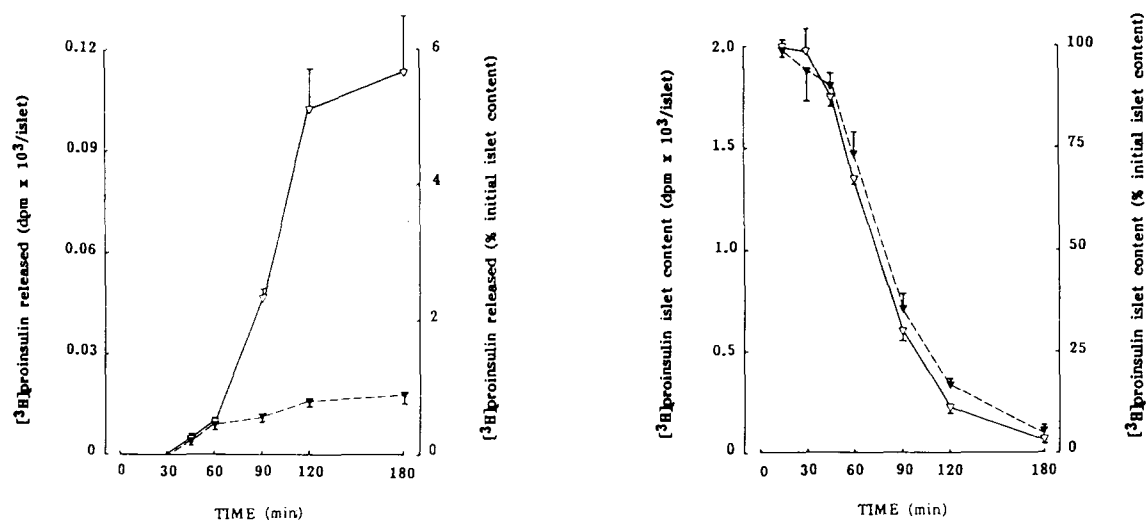 [³H]proinsulin released (dpm x 10³/islet)
0.12
0.09
0.06
0.03
0
0 30 60 90 120 180
TIME (min)
6
4
2
0
[³H]proinsulin released (% initial islet content)
[³H]proinsulin islet content (dpm x 10³/islet)
2.0
1.5
1.0
0.5
0
0 30 60 90 120 180
TIME (min)
100
75
50
25
0
[³H]proinsulin islet content (% initial islet content)